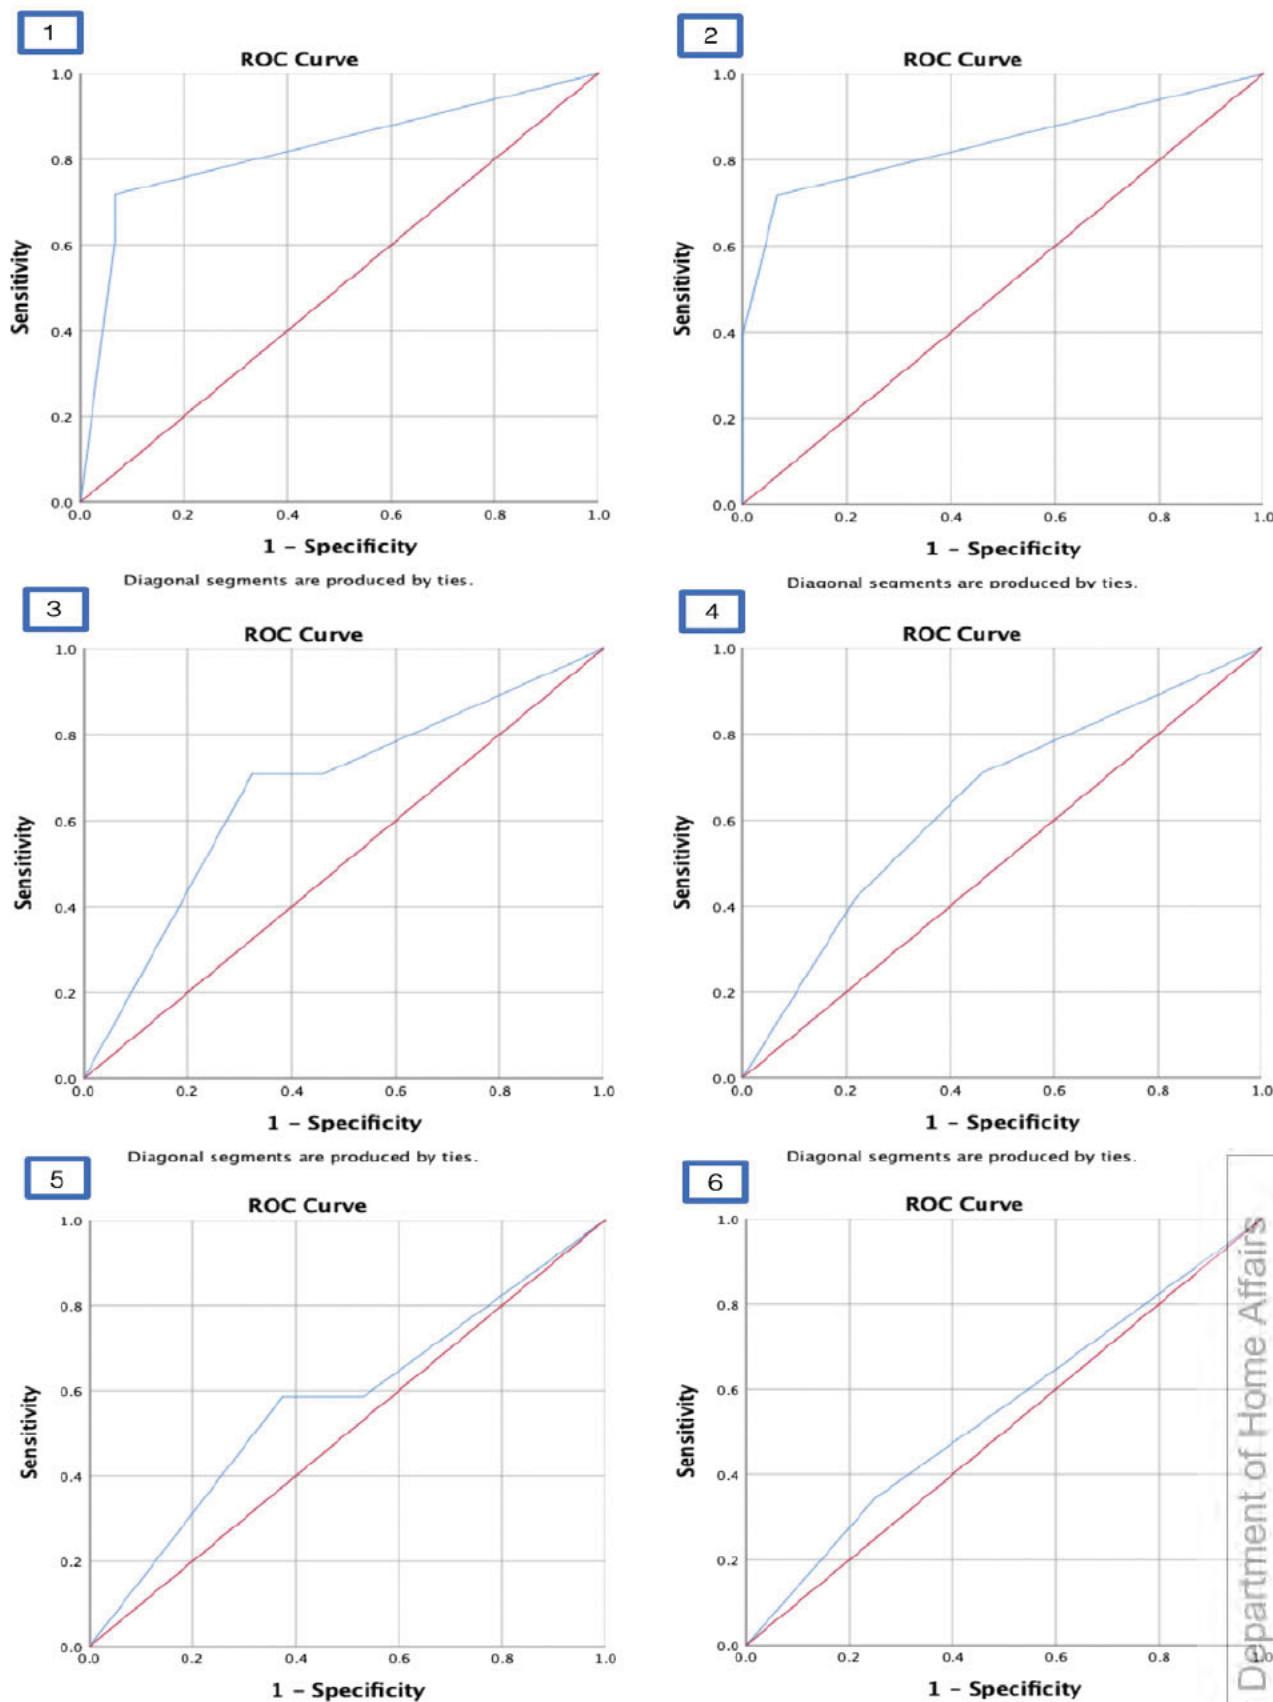 1
ROC Curve
1.0
0.8
0.6
0.4
0.2
0.0
Sensitivity
0.0 0.2 0.4 0.6 0.8 1.0
1 – Specificity
Diagonal segments are produced by ties.
2
ROC Curve
1.0
0.8
0.6
0.4
0.2
0.0
Sensitivity
0.0 0.2 0.4 0.6 0.8 1.0
1 – Specificity
Diagonal segments are produced by ties.
3
ROC Curve
1.0
0.8
0.6
0.4
0.2
0.0
Sensitivity
0.0 0.2 0.4 0.6 0.8 1.0
1 – Specificity
Diagonal segments are produced by ties.
4
ROC Curve
1.0
0.8
0.6
0.4
0.2
0.0
Sensitivity
0.0 0.2 0.4 0.6 0.8 1.0
1 – Specificity
Diagonal segments are produced by ties.
5
ROC Curve
1.0
0.8
0.6
0.4
0.2
0.0
Sensitivity
0.0 0.2 0.4 0.6 0.8 1.0
1 – Specificity
6
ROC Curve
1.0
0.8
0.6
0.4
0.2
0.0
Sensitivity
0.0 0.2 0.4 0.6 0.8 1.0
1 – Specificity
Department of Home Affairs